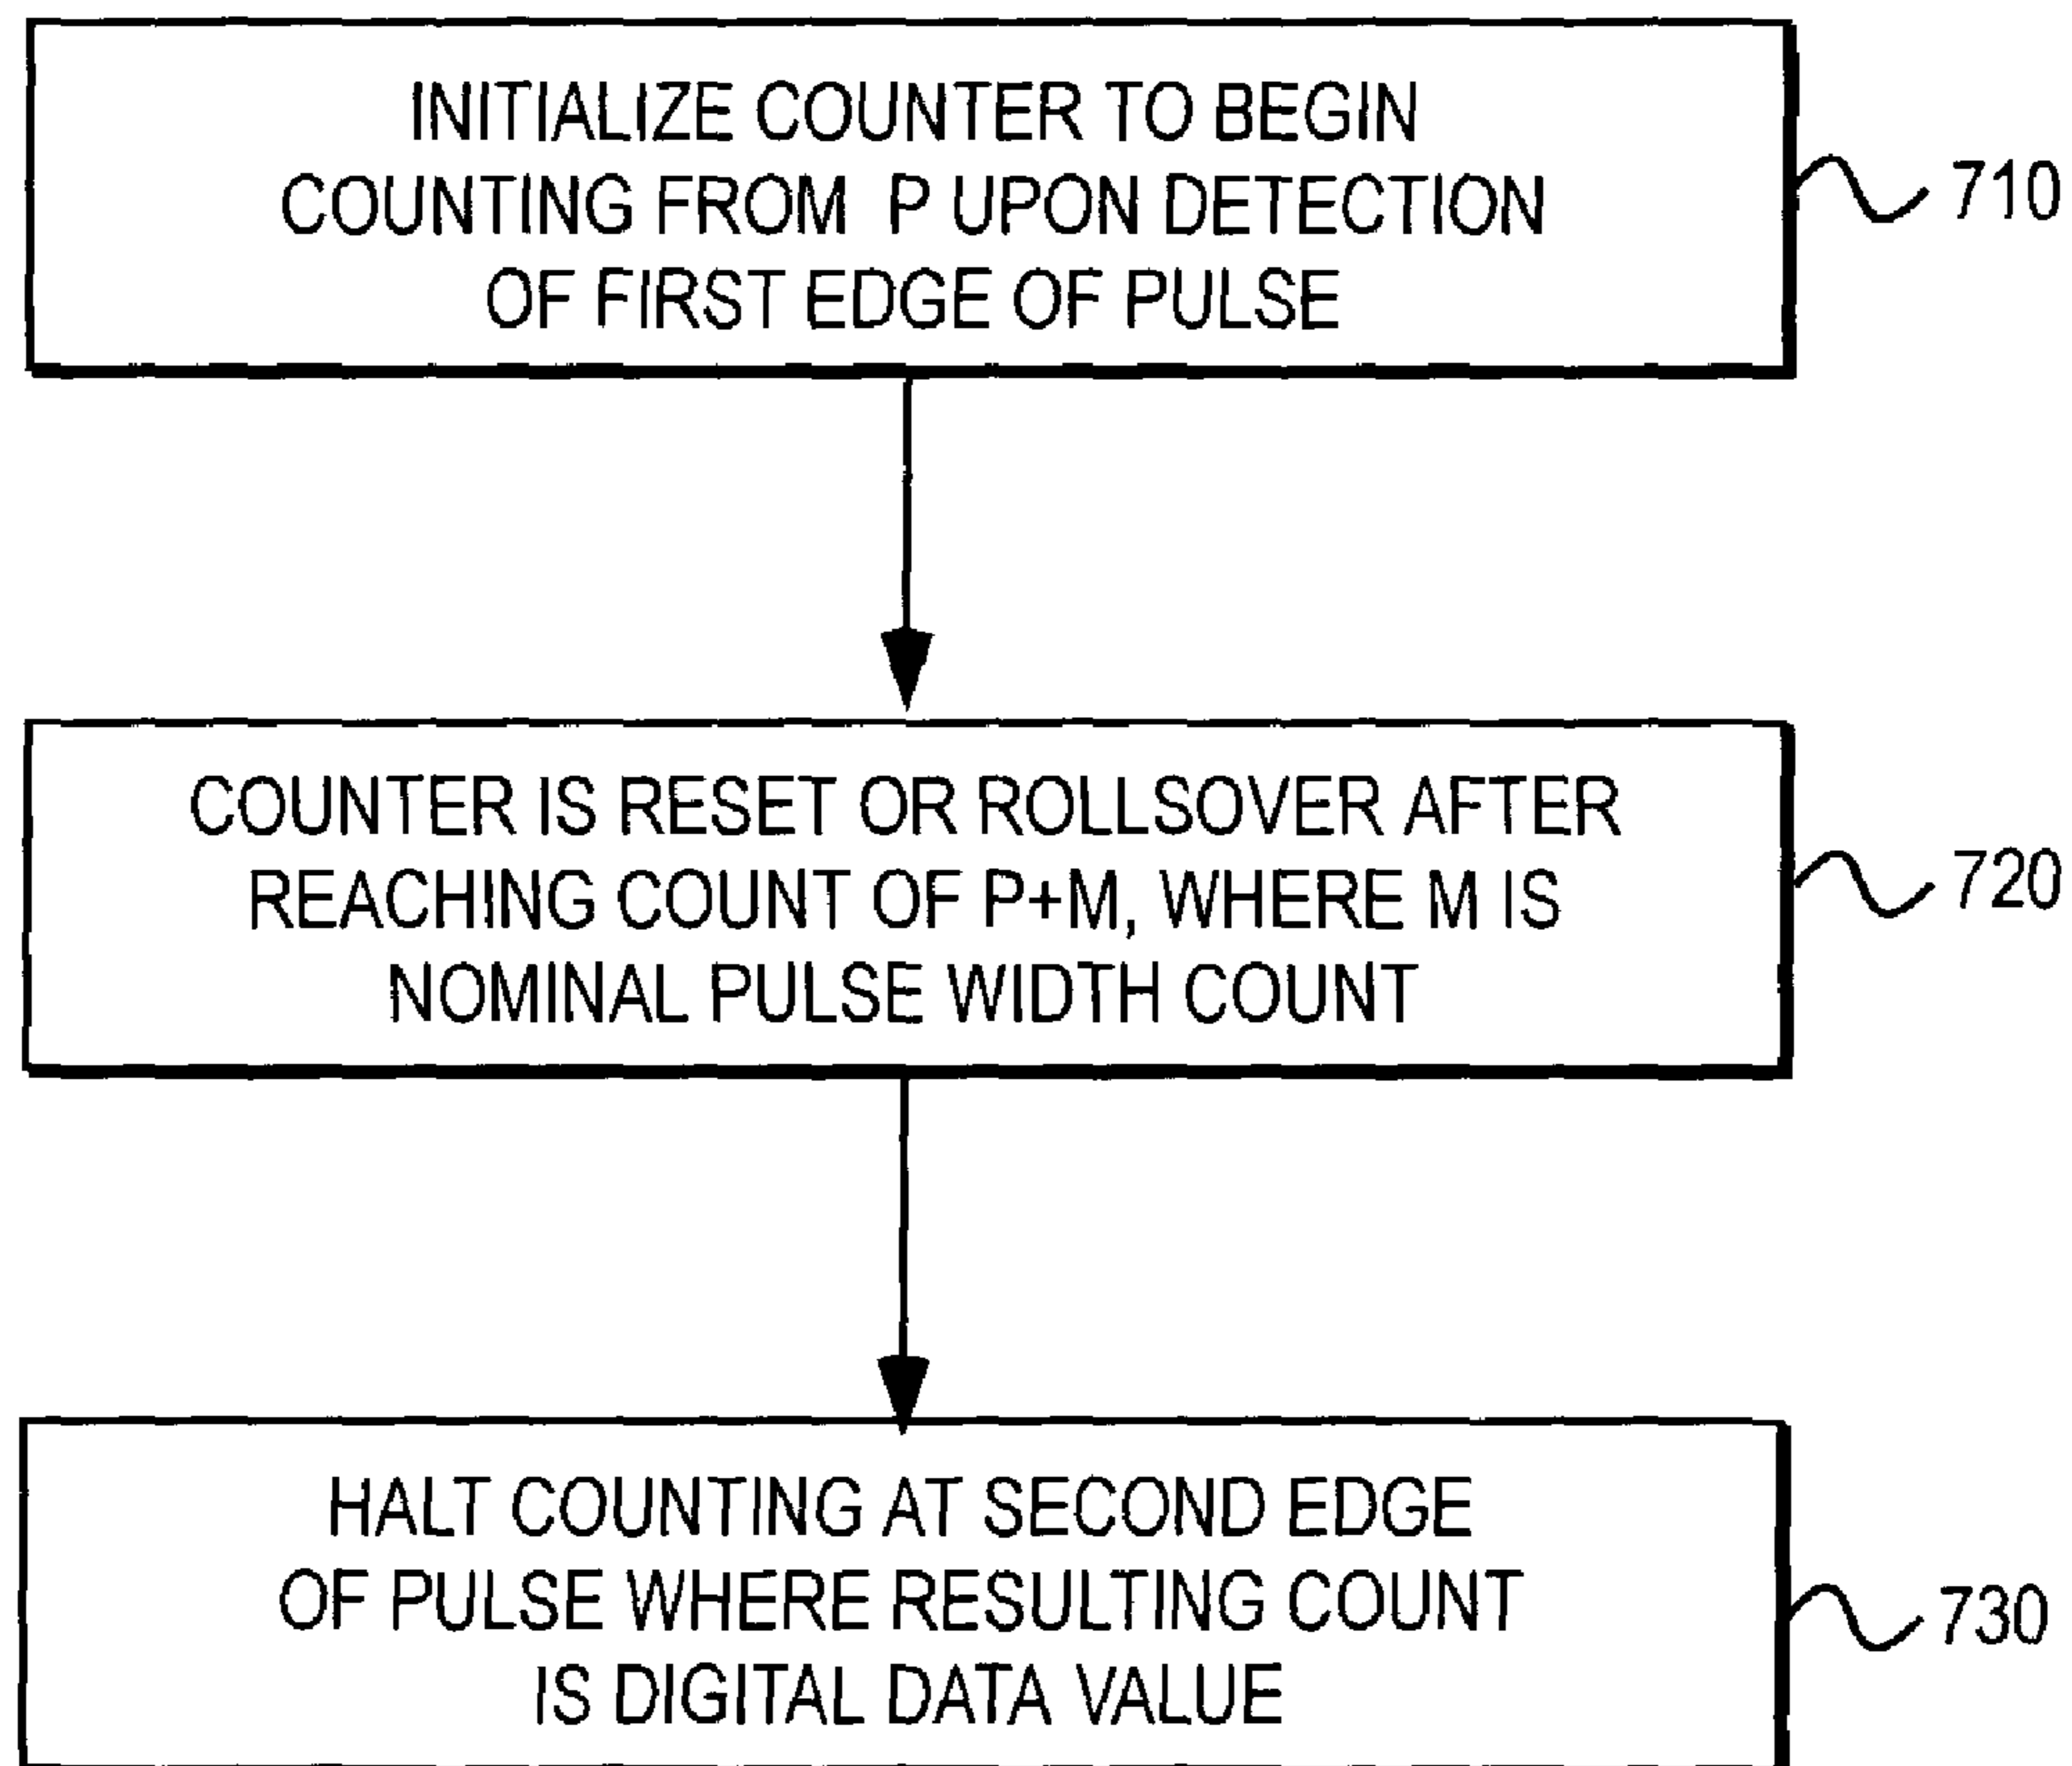 INITIALIZE COUNTER TO BEGIN
COUNTING FROM P UPON DETECTION
OF FIRST EDGE OF PULSE
710
COUNTER IS RESET OR ROLLSOVER AFTER
REACHING COUNT OF P+M, WHERE M IS
NOMINAL PULSE WIDTH COUNT
720
HALT COUNTING AT SECOND EDGE
OF PULSE WHERE RESULTING COUNT
IS DIGITAL DATA VALUE
730